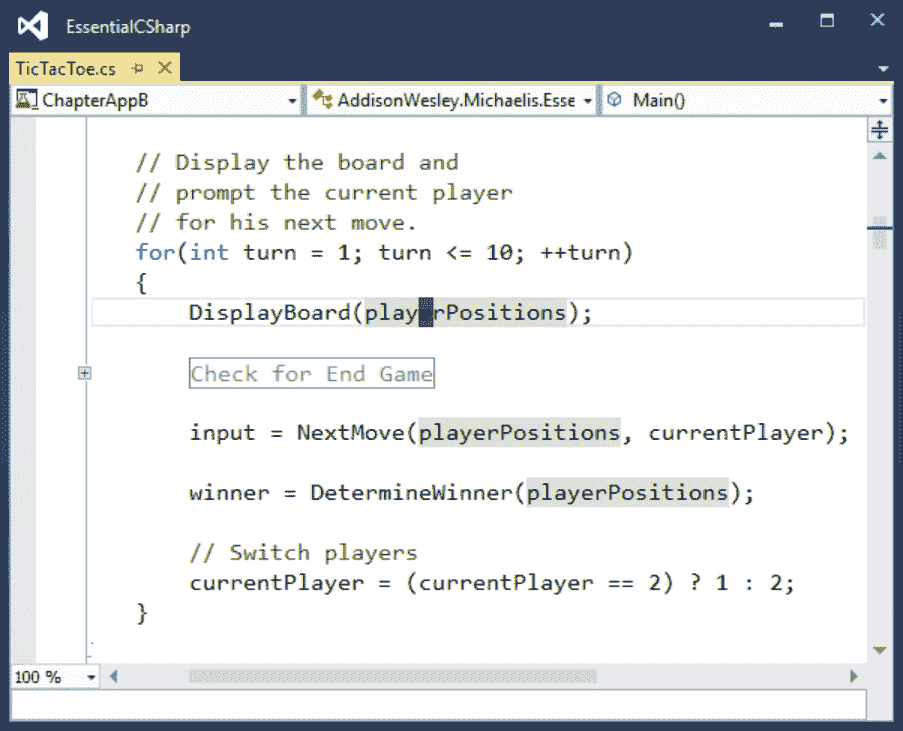 EssentialCSharp
TicTacToe.cs
ChapterAppB AddisonWesley.Michaelis.Esse Main()
// Display the board and
// prompt the current player
// for his next move.
for(int turn = 1; turn <= 10; ++turn)
{
DisplayBoard(playerPositions);
Check for End Game
input = NextMove(playerPositions, currentPlayer);
winner = DetermineWinner(playerPositions);
// Switch players
currentPlayer = (currentPlayer == 2) ? 1 : 2;
}
100 %